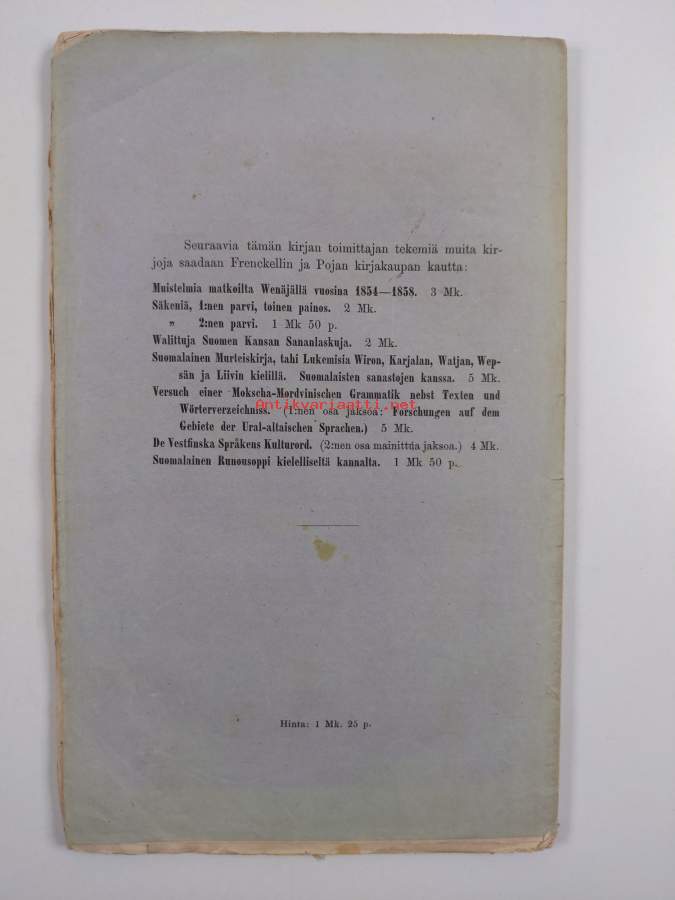 Seuraavia tämän kirjan toimittajan tekemiä muita kir-
joja saadaan Frenckellin ja Pojan kirjakaupan kautta:
Muistelmia matkoilta Wenäjällä vuosina 1854—1858. 3 Mk.
Säkeniä, 1:nen parvi, toinen painos. 2 Mk.
„ 2:nen parvi. 1 Mk 50 p.
Walittuja Suomen Kansan Sananlaskuja. 2 Mk.
Suomalainen Murteiskirja, tahi Lukemisia Wiron, Karjalan, Watjan, Wep-
sän ja Liivin kielillä. Suomalaisten sanastojen kanssa. 5 Mk.
Versuch einer Mokscha-Mordvinischen Grammatik nebst Texten und
Wörterverzeichniss. (1:nen osa jaksoa: Forschungen auf dem
Antikvariaatti.net
Gebiete der Ural-altaischen Sprachen.) 5 Mk.
De Vestfinska Språkens Kulturord. (2:men osa mainittua jaksoa.) 4 Mk.
Suomalainen Runousoppi kielelliseltä kannalta. 1 Mk 50 p.
Hinta: 1 Mk. 25 p.